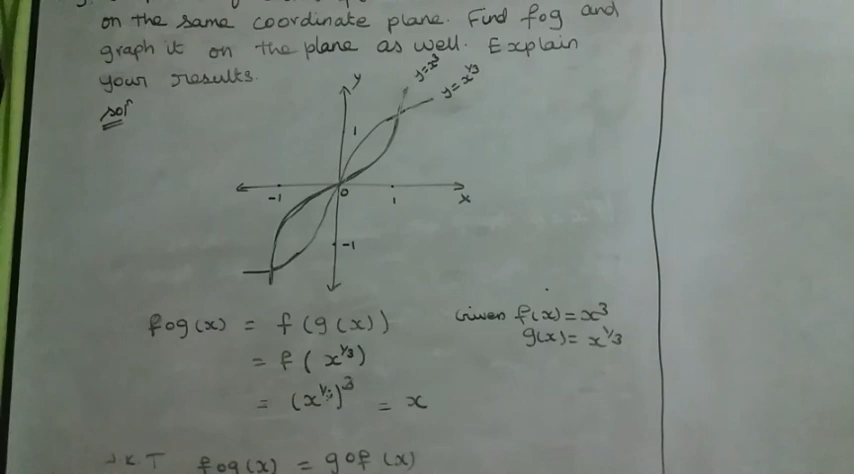 on the same coordinate plane. Find fog and
graph it on the plane as well. Explain
your results.
sol
y
y=x³
y=x^1/3
1
-1
0
1
x
-1
fog(x) = f(g(x))
Given f(x)=x³
g(x)= x^1/3
= f(x^1/3)
= (x^1/3)³ = x
W.K.T fog(x) = gof(x)